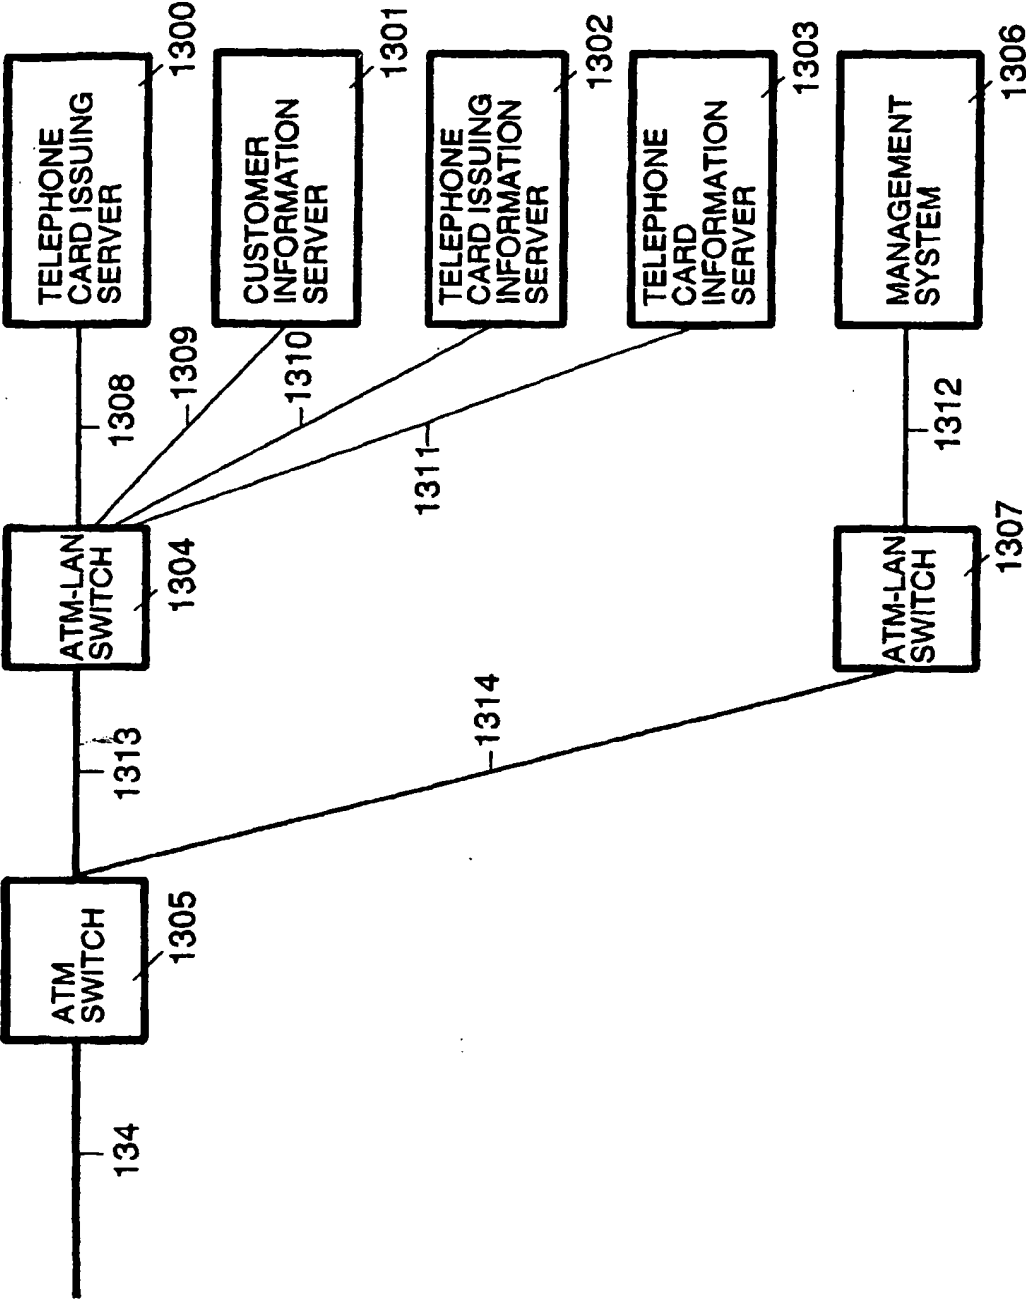 TELEPHONE
CARD ISSUING
SERVER
1300
CUSTOMER
INFORMATION
SERVER
1301
TELEPHONE
CARD ISSUING
INFORMATION
SERVER
1302
TELEPHONE
CARD
INFORMATION
SERVER
1303
MANAGEMENT
SYSTEM
1306
1308
1309
1310
1311
1312
ATM-LAN
SWITCH
1304
ATM-LAN
SWITCH
1307
1313
1314
ATM
SWITCH
1305
134